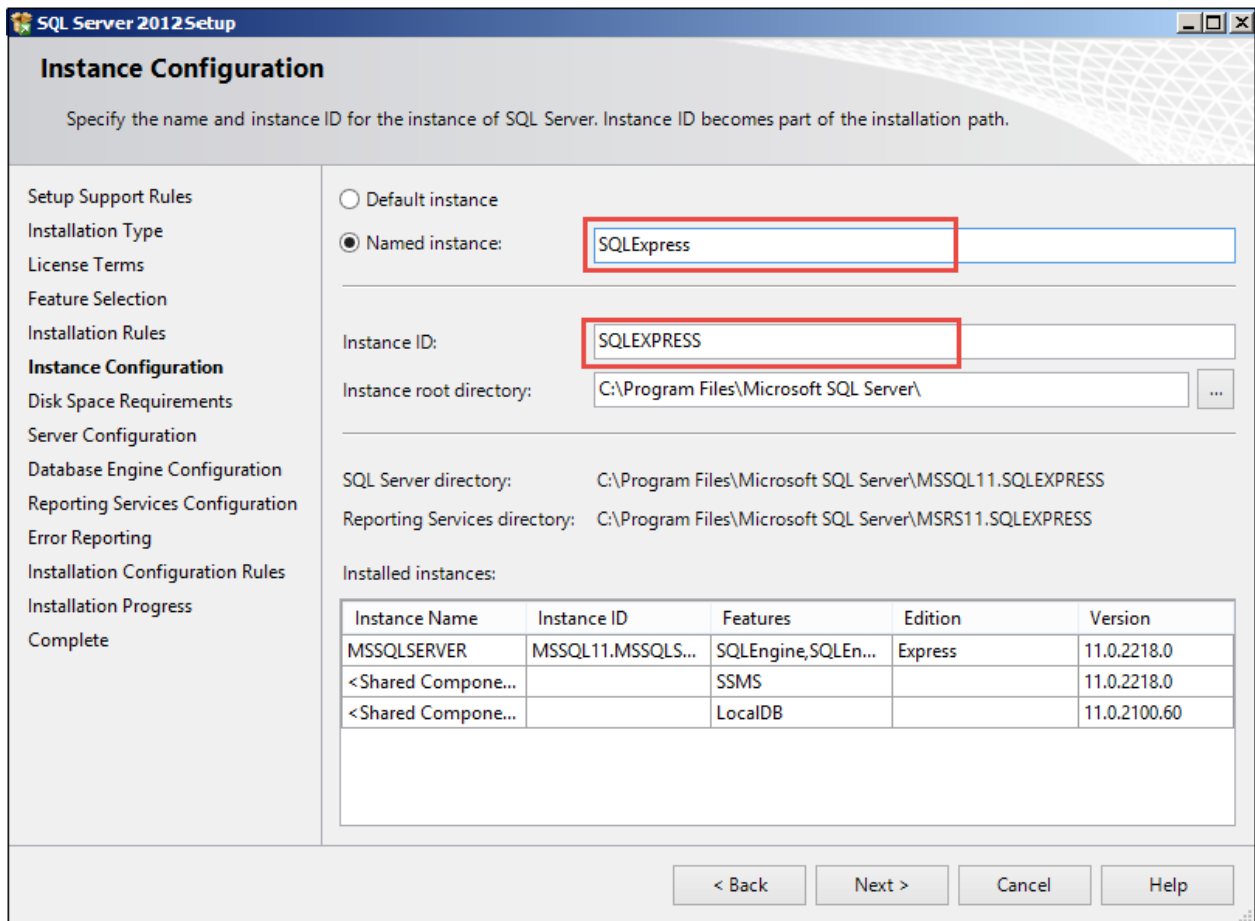 SQL Server 2012 Setup
Instance Configuration
Specify the name and instance ID for the instance of SQL Server. Instance ID becomes part of the installation path.
Setup Support Rules
Installation Type
License Terms
Feature Selection
Installation Rules
Instance Configuration
Disk Space Requirements
Server Configuration
Database Engine Configuration
Reporting Services Configuration
Error Reporting
Installation Configuration Rules
Installation Progress
Complete
Default instance
Named instance: SQLExpress
Instance ID: SQLEXPRESS
Instance root directory: C:\Program Files\Microsoft SQL Server\ ...
SQL Server directory: C:\Program Files\Microsoft SQL Server\MSSQL11.SQLEXPRESS
Reporting Services directory: C:\Program Files\Microsoft SQL Server\MSRS11.SQLEXPRESS
Installed instances:
Instance Name Instance ID Features Edition Version
MSSQLSERVER MSSQL11.MSSQLS... SQLEngine,SQLEn... Express 11.0.2218.0
<Shared Compone... SSMS 11.0.2218.0
<Shared Compone... LocalDB 11.0.2100.60
< Back Next > Cancel Help